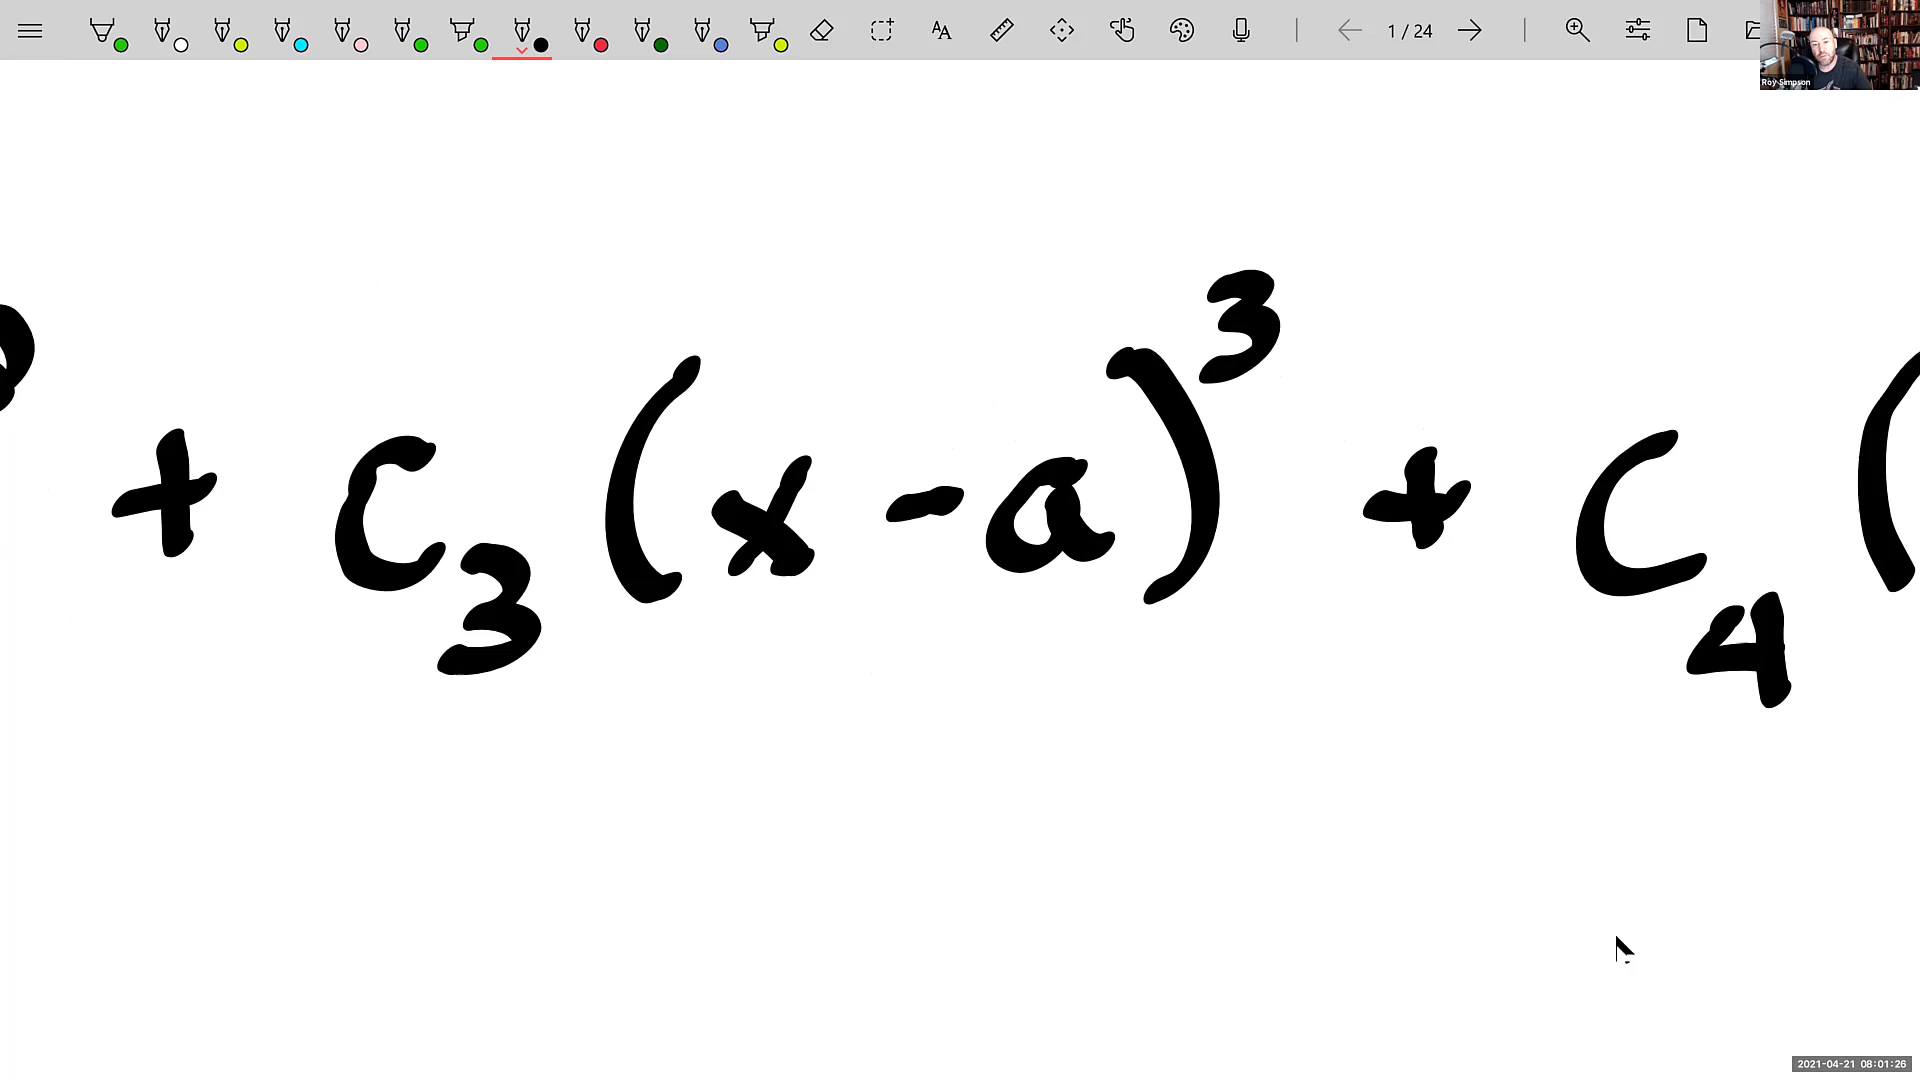 1 / 24
Roy Simpson
+ C₃ (x - a)³ + C₄ (
2021-04-21 08:01:26